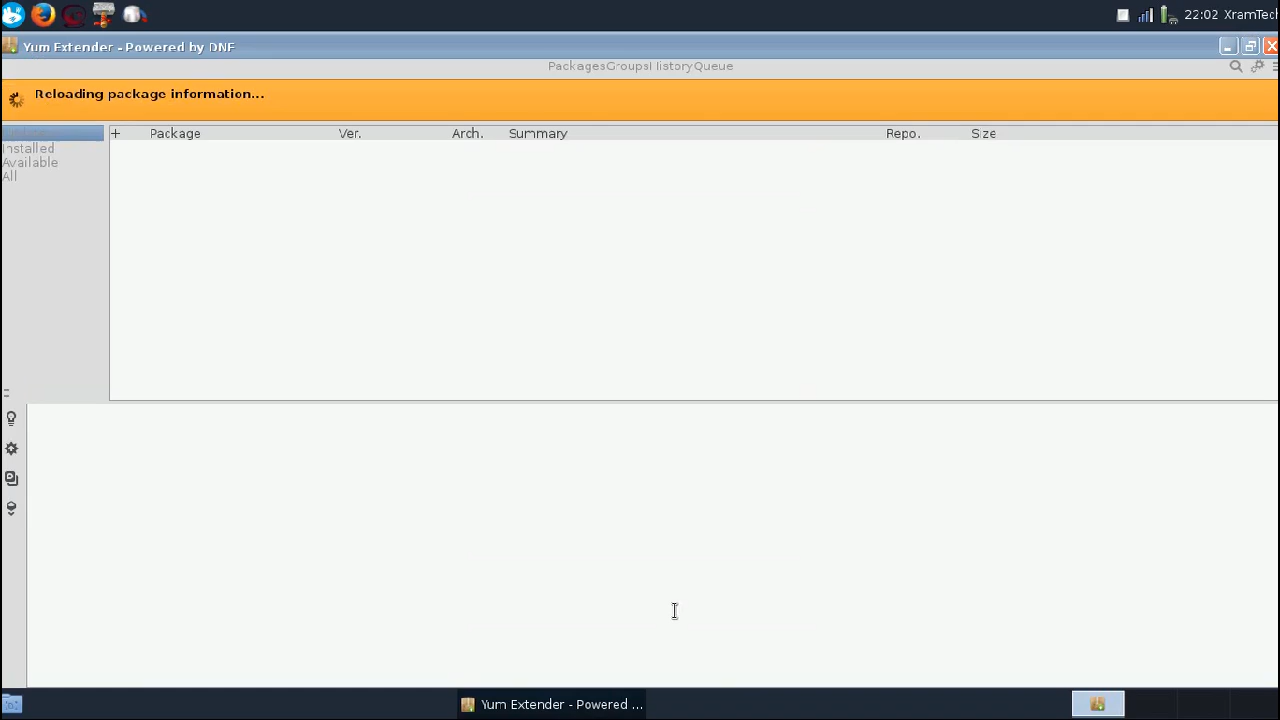 22:02 XramTech
Yum Extender - Powered by DNF
PackagesGroupsHistoryQueue
Reloading package information...
+ Package Ver. Arch. Summary Repo. Size
Installed
Available
All
Yum Extender - Powered ...